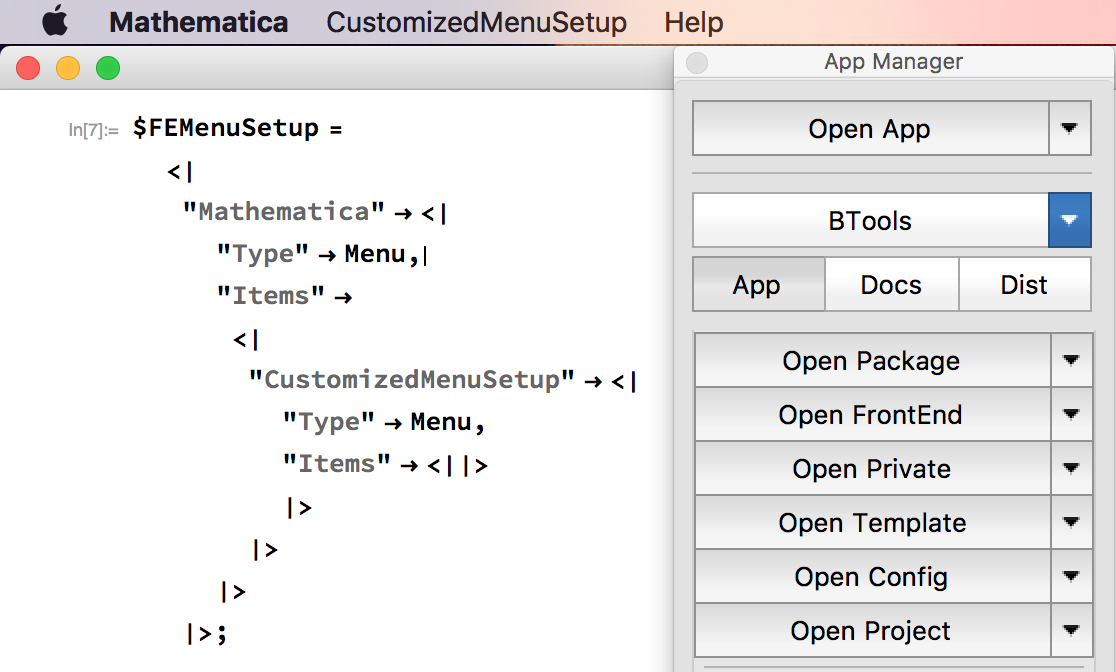 Mathematica CustomizedMenuSetup Help
App Manager
In[7]:= $FEMenuSetup =
<|
"Mathematica" → <|
"Type" → Menu,
"Items" →
<|
"CustomizedMenuSetup" → <|
"Type" → Menu,
"Items" → <||>
|>
|>
|>
|>;
Open App
BTools
App Docs Dist
Open Package
Open FrontEnd
Open Private
Open Template
Open Config
Open Project